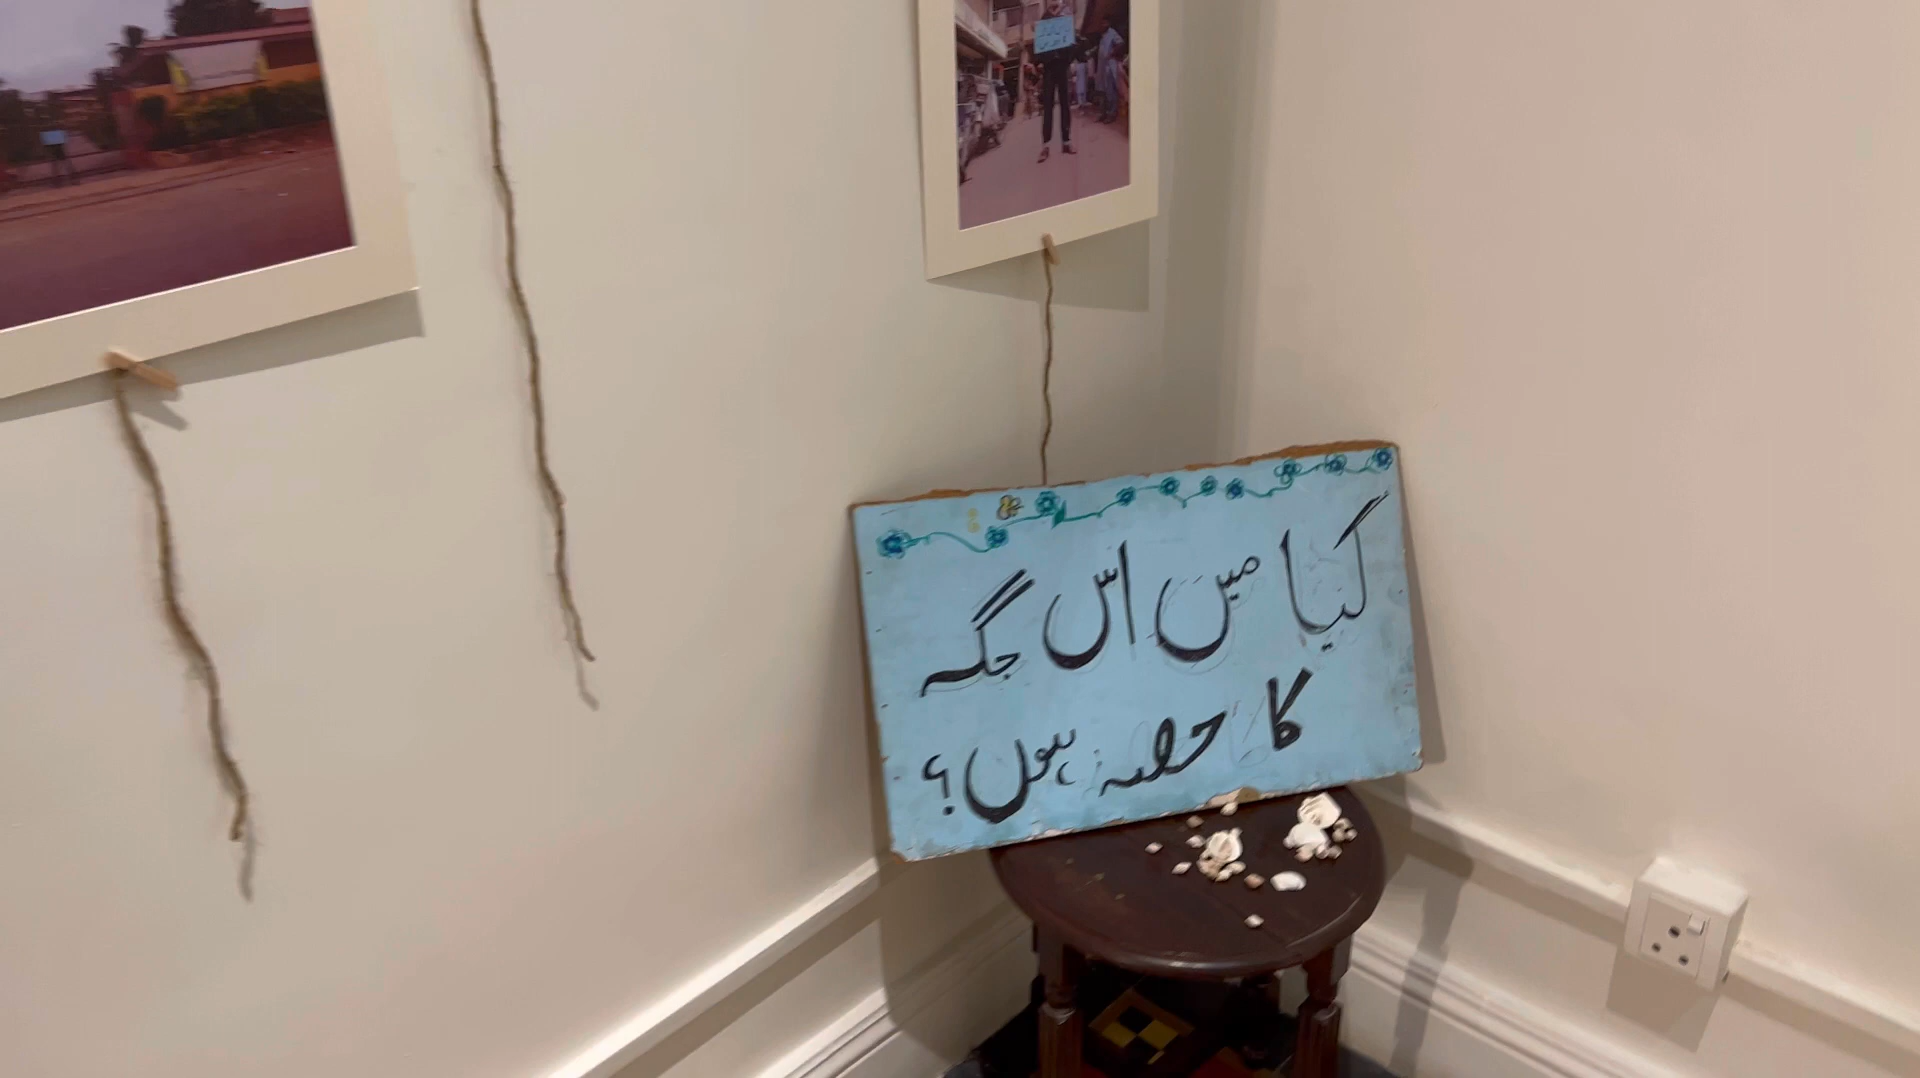 کیا میں اس جگہ
کا حصہ ہوں؟